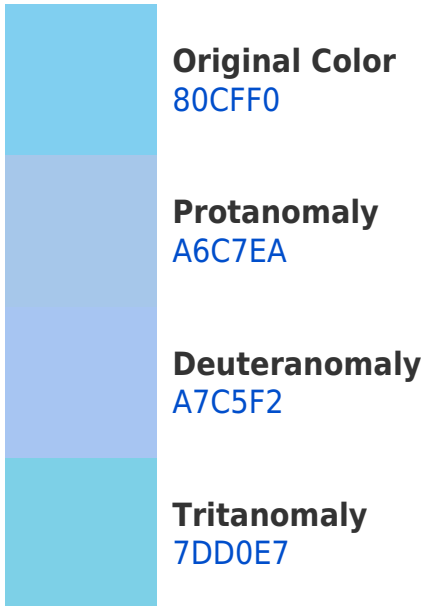 Original Color
80CFF0
Protanomaly
A6C7EA
Deuteranomaly
A7C5F2
Tritanomaly
7DD0E7